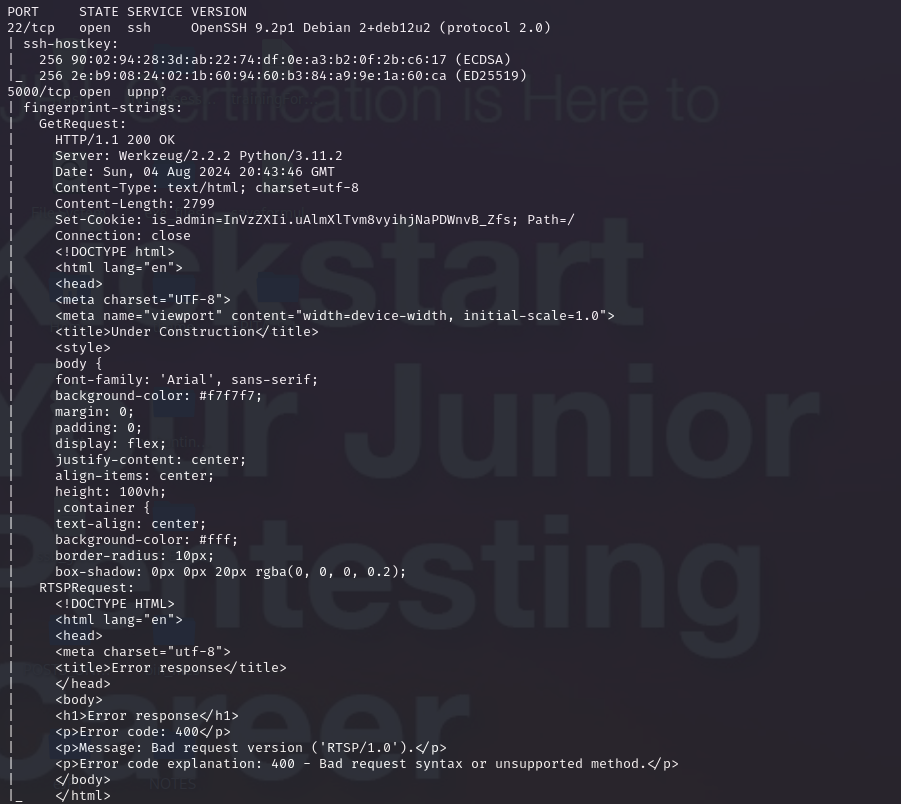 PORT     STATE SERVICE VERSION
22/tcp   open  ssh     OpenSSH 9.2p1 Debian 2+deb12u2 (protocol 2.0)
| ssh-hostkey:
|   256 90:02:94:28:3d:ab:22:74:df:0e:a3:b2:0f:2b:c6:17 (ECDSA)
|_  256 2e:b9:08:24:02:1b:60:94:60:b3:84:a9:9e:1a:60:ca (ED25519)
5000/tcp open  upnp?
| fingerprint-strings:
|   GetRequest:
|     HTTP/1.1 200 OK
|     Server: Werkzeug/2.2.2 Python/3.11.2
|     Date: Sun, 04 Aug 2024 20:43:46 GMT
|     Content-Type: text/html; charset=utf-8
|     Content-Length: 2799
|     Set-Cookie: is_admin=InVzZXIi.uAlmXlTvm8vyihjNaPDWnvB_Zfs; Path=/
|     Connection: close
|     <!DOCTYPE html>
|     <html lang="en">
|     <head>
|     <meta charset="UTF-8">
|     <meta name="viewport" content="width=device-width, initial-scale=1.0">
|     <title>Under Construction</title>
|     <style>
|     body {
|     font-family: 'Arial', sans-serif;
|     background-color: #f7f7f7;
|     margin: 0;
|     padding: 0;
|     display: flex;
|     justify-content: center;
|     align-items: center;
|     height: 100vh;
|     .container {
|     text-align: center;
|     background-color: #fff;
|     border-radius: 10px;
|     box-shadow: 0px 0px 20px rgba(0, 0, 0, 0.2);
|   RTSPRequest:
|     <!DOCTYPE HTML>
|     <html lang="en">
|     <head>
|     <meta charset="utf-8">
|     <title>Error response</title>
|     </head>
|     <body>
|     <h1>Error response</h1>
|     <p>Error code: 400</p>
|     <p>Message: Bad request version ('RTSP/1.0').</p>
|     <p>Error code explanation: 400 - Bad request syntax or unsupported method.</p>
|     </body>
|_    </html>
Certification is Here to
Kickstart
Your Junior
Pentesting
Career
NOTES